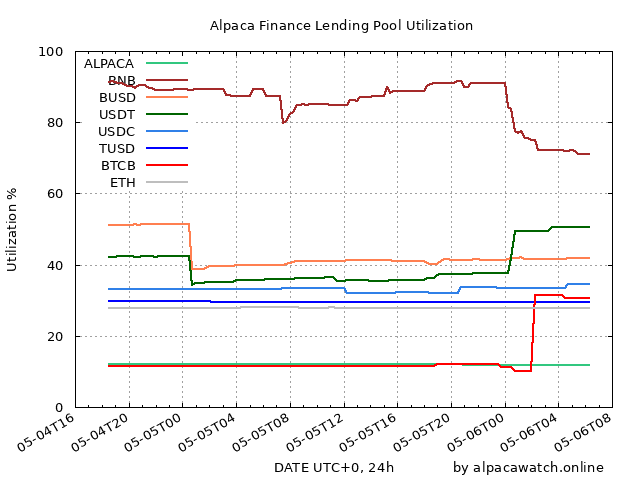 Alpaca Finance Lending Pool Utilization
100
80
60
40
20
0
Utilization %
ALPACA
BNB
BUSD
USDT
USDC
TUSD
BTCB
ETH
05-04T16
05-04T20
05-05T00
05-05T04
05-05T08
05-05T12
05-05T16
05-05T20
05-06T00
05-06T04
05-06T08
DATE UTC+0, 24h
by alpacawatch.online